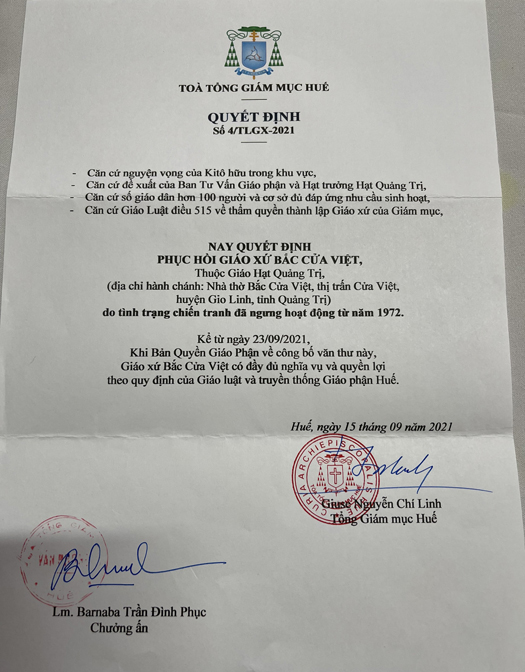 TOÀ TỔNG GIÁM MỤC HUẾ
QUYẾT ĐỊNH
Số 4/TLGX-2021
- Căn cứ nguyện vọng của Kitô hữu trong khu vực,
- Căn cứ đề xuất của Ban Tư Vấn Giáo phận và Hạt trưởng Hạt Quảng Trị,
- Căn cứ số giáo dân hơn 100 người và cơ sở đủ đáp ứng nhu cầu sinh hoạt,
- Căn cứ Giáo Luật điều 515 về thẩm quyền thành lập Giáo xứ của Giám mục,
NAY QUYẾT ĐỊNH
PHỤC HỒI GIÁO XỨ BẮC CỬA VIỆT,
Thuộc Giáo Hạt Quảng Trị,
(địa chỉ hành chánh: Nhà thờ Bắc Cửa Việt, thị trấn Cửa Việt,
huyện Gio Linh, tỉnh Quảng Trị)
do tình trạng chiến tranh đã ngưng hoạt động từ năm 1972.
Kể từ ngày 23/09/2021,
Khi Bản Quyền Giáo Phận về công bố văn thư này,
Giáo xứ Bắc Cửa Việt có đầy đủ nghĩa vụ và quyền lợi
theo quy định của Giáo luật và truyền thống Giáo phận Huế.
Huế, ngày 15 tháng 09 năm 2021
CURYA ARCHIEPISCORALIS
Giuse Nguyễn Chí Linh
Tổng Giám mục Huế
Lm. Barnaba Trần Đình Phục
Chưởng ấn